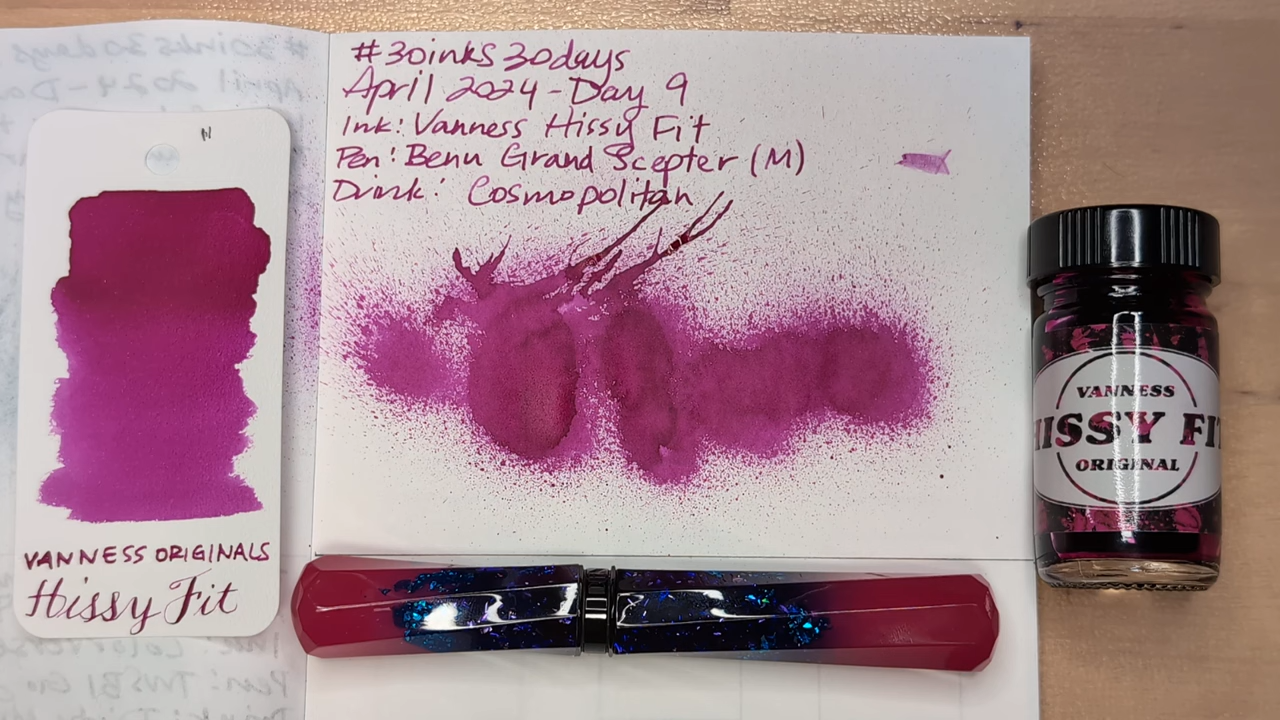 #30inks30days
April 2024 - Day 9
Ink: Vanness Hissy Fit
Pen: Benu Grand Scepter (M)
Drink: Cosmopolitan
VANNESS ORIGINALS
Hissy Fit
VANNESS
HISSY FIT
ORIGINAL